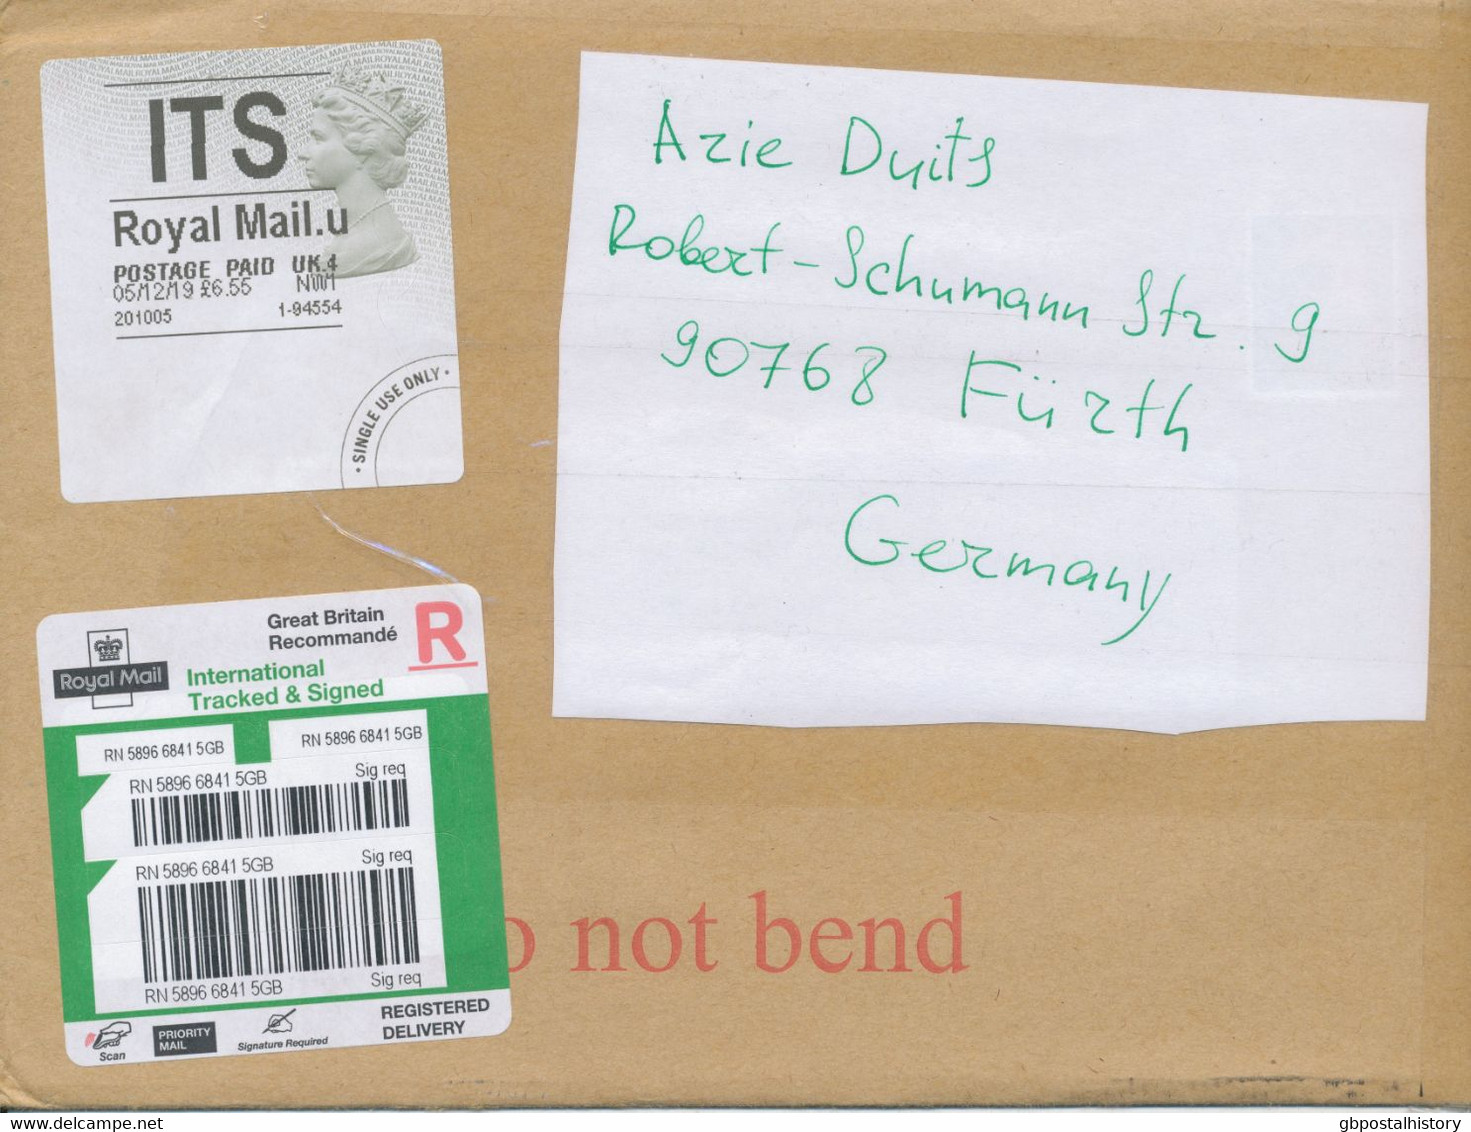 ITS
Royal Mail.u
POSTAGE PAID UK.4
05/12/19 £6.55 NW1
201005 1-94554
• SINGLE USE ONLY •
Azie Duits
Robert-Schumann Str. 9
90768 Fürth
Germany
Great Britain
Recommandé
R
Royal Mail
International
Tracked & Signed
RN 5896 6841 5GB
RN 5896 6841 5GB
RN 5896 6841 5GB Sig req
RN 5896 6841 5GB Sig req
RN 5896 6841 5GB Sig req
Scan
PRIORITY
MAIL
Signature Required
REGISTERED
DELIVERY
o not bend
gbpostalhistory